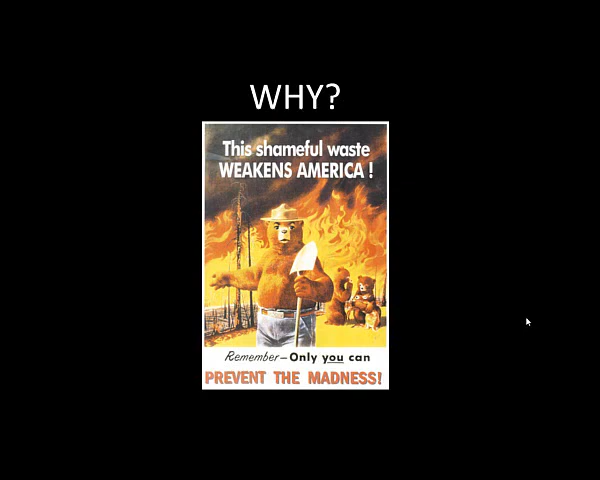 WHY?
This shameful waste
WEAKENS AMERICA !
Remember – Only you can
PREVENT THE MADNESS!